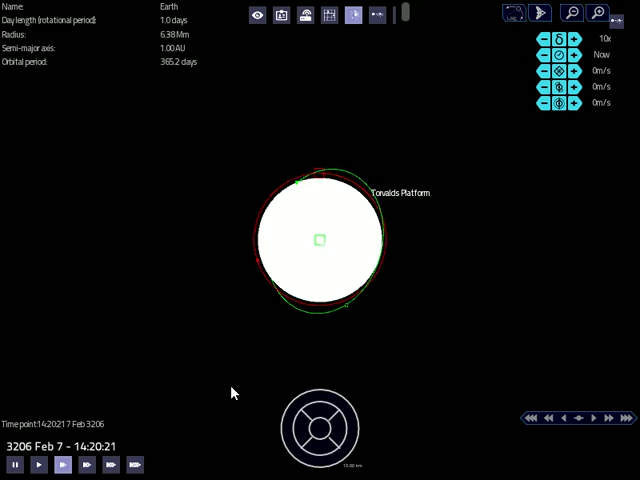 Name: Earth
Day length (rotational period): 1.0 days
Radius: 6.38 Mm
Semi-major axis: 1.00 AU
Orbital period: 365.2 days
10x
Now
0m/s
0m/s
0m/s
Torvalds Platform
Time point: 14:20:21 7 Feb 3206
3206 Feb 7 - 14:20:21
10.00 km